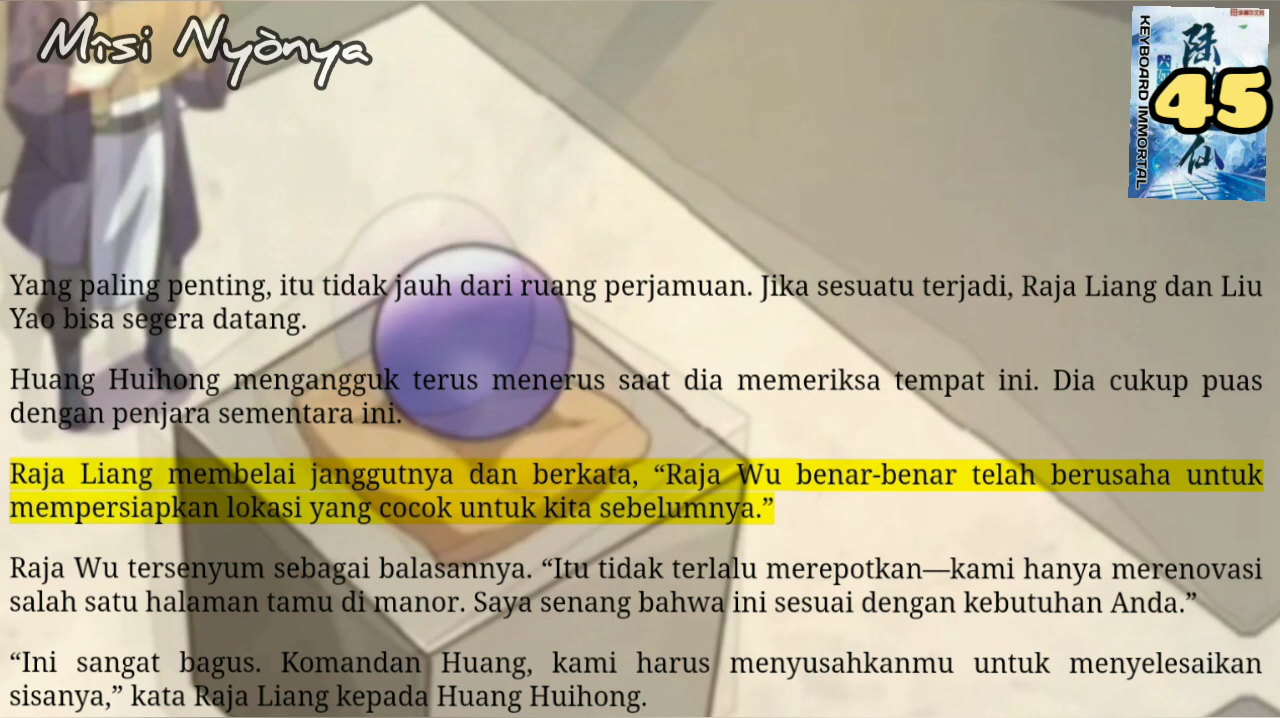 Mîsi Nyònya
KEYBOARD IMMORTAL
45
Yang paling penting, itu tidak jauh dari ruang perjamuan. Jika sesuatu terjadi, Raja Liang dan Liu
Yao bisa segera datang.
Huang Huihong mengangguk terus menerus saat dia memeriksa tempat ini. Dia cukup puas
dengan penjara sementara ini.
Raja Liang membelai janggutnya dan berkata, “Raja Wu benar-benar telah berusaha untuk
mempersiapkan lokasi yang cocok untuk kita sebelumnya.”
Raja Wu tersenyum sebagai balasannya. “Itu tidak terlalu merepotkan—kami hanya merenovasi
salah satu halaman tamu di manor. Saya senang bahwa ini sesuai dengan kebutuhan Anda.”
“Ini sangat bagus. Komandan Huang, kami harus menyusahkanmu untuk menyelesaikan
sisanya,” kata Raja Liang kepada Huang Huihong.